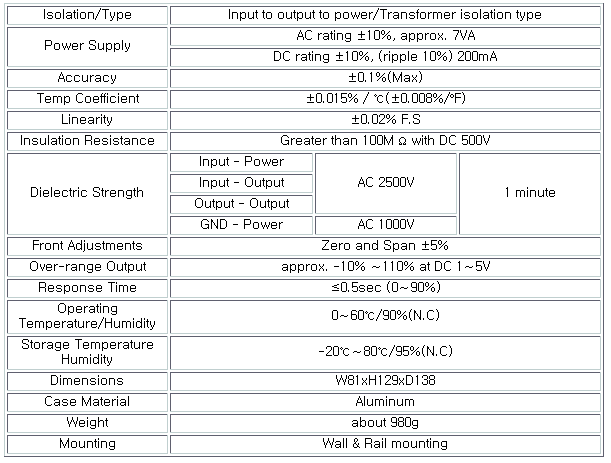 Isolation/Type Input to output to power/Transformer isolation type
Power Supply AC rating ±10%, approx. 7VA
DC rating ±10%, (ripple 10%) 200mA
Accuracy ±0.1%(Max)
Temp Coefficient ±0.015% / ℃(±0.008%/℉)
Linearity ±0.02% F.S
Insulation Resistance Greater than 100M Ω with DC 500V
Dielectric Strength Input - Power AC 2500V 1 minute
Input - Output
Output - Output
GND - Power AC 1000V
Front Adjustments Zero and Span ±5%
Over-range Output approx. -10% ~110% at DC 1~5V
Response Time ≤0.5sec (0~90%)
Operating
Temperature/Humidity 0~60℃/90%(N.C)
Storage Temperature
Humidity -20℃~80℃/95%(N.C)
Dimensions W81xH129xD138
Case Material Aluminum
Weight about 980g
Mounting Wall & Rail mounting